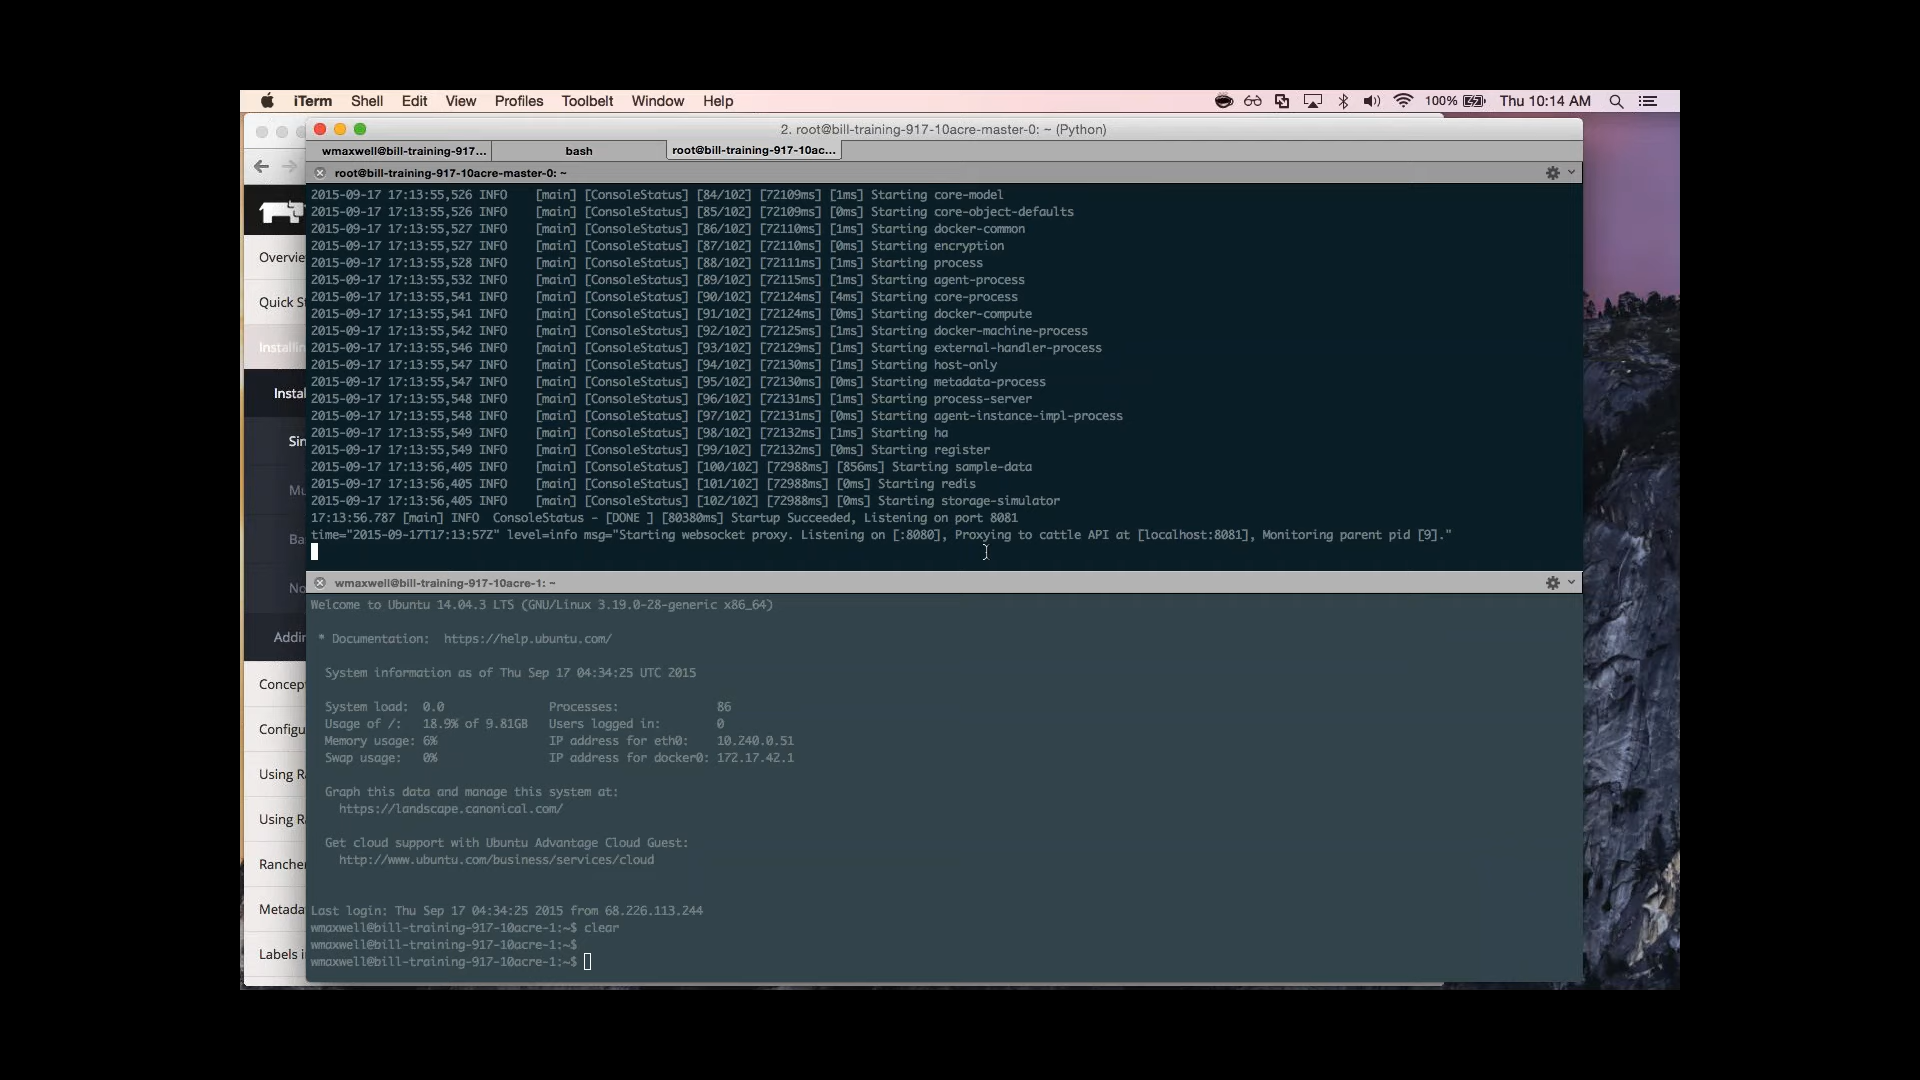 iTerm Shell Edit View Profiles Toolbelt Window Help 100% Thu 10:14 AM
2. root@bill-training-917-10acre-master-0: ~ (Python)
wmaxwell@bill-training-917... bash root@bill-training-917-10ac...
root@bill-training-917-10acre-master-0: ~
2015-09-17 17:13:55,526 INFO [main] [ConsoleStatus] [84/102] [72109ms] [1ms] Starting core-model
2015-09-17 17:13:55,526 INFO [main] [ConsoleStatus] [85/102] [72109ms] [0ms] Starting core-object-defaults
2015-09-17 17:13:55,527 INFO [main] [ConsoleStatus] [86/102] [72110ms] [1ms] Starting docker-common
2015-09-17 17:13:55,527 INFO [main] [ConsoleStatus] [87/102] [72110ms] [0ms] Starting encryption
2015-09-17 17:13:55,528 INFO [main] [ConsoleStatus] [88/102] [72111ms] [1ms] Starting process
2015-09-17 17:13:55,532 INFO [main] [ConsoleStatus] [89/102] [72115ms] [1ms] Starting agent-process
2015-09-17 17:13:55,541 INFO [main] [ConsoleStatus] [90/102] [72124ms] [4ms] Starting core-process
2015-09-17 17:13:55,541 INFO [main] [ConsoleStatus] [91/102] [72124ms] [0ms] Starting docker-compute
2015-09-17 17:13:55,542 INFO [main] [ConsoleStatus] [92/102] [72125ms] [1ms] Starting docker-machine-process
2015-09-17 17:13:55,546 INFO [main] [ConsoleStatus] [93/102] [72129ms] [1ms] Starting external-handler-process
2015-09-17 17:13:55,547 INFO [main] [ConsoleStatus] [94/102] [72130ms] [1ms] Starting host-only
2015-09-17 17:13:55,547 INFO [main] [ConsoleStatus] [95/102] [72130ms] [0ms] Starting metadata-process
2015-09-17 17:13:55,548 INFO [main] [ConsoleStatus] [96/102] [72131ms] [1ms] Starting process-server
2015-09-17 17:13:55,548 INFO [main] [ConsoleStatus] [97/102] [72131ms] [0ms] Starting agent-instance-impl-process
2015-09-17 17:13:55,549 INFO [main] [ConsoleStatus] [98/102] [72132ms] [1ms] Starting ha
2015-09-17 17:13:55,549 INFO [main] [ConsoleStatus] [99/102] [72132ms] [0ms] Starting register
2015-09-17 17:13:56,405 INFO [main] [ConsoleStatus] [100/102] [72988ms] [856ms] Starting sample-data
2015-09-17 17:13:56,405 INFO [main] [ConsoleStatus] [101/102] [72988ms] [0ms] Starting redis
2015-09-17 17:13:56,405 INFO [main] [ConsoleStatus] [102/102] [72988ms] [0ms] Starting storage-simulator
17:13:56.787 [main] INFO ConsoleStatus - [DONE ] [80380ms] Startup Succeeded, Listening on port 8081
time="2015-09-17T17:13:57Z" level=info msg="Starting websocket proxy. Listening on [:8080], Proxying to cattle API at [localhost:8081], Monitoring parent pid [9]."
wmaxwell@bill-training-917-10acre-1: ~
Welcome to Ubuntu 14.04.3 LTS (GNU/Linux 3.19.0-28-generic x86_64)
* Documentation: https://help.ubuntu.com/
System information as of Thu Sep 17 04:34:25 UTC 2015
System load: 0.0 Processes: 86
Usage of /: 18.9% of 9.81GB Users logged in: 0
Memory usage: 6% IP address for eth0: 10.240.0.51
Swap usage: 0% IP address for docker0: 172.17.42.1
Graph this data and manage this system at:
https://landscape.canonical.com/
Get cloud support with Ubuntu Advantage Cloud Guest:
http://www.ubuntu.com/business/services/cloud
Last login: Thu Sep 17 04:34:25 2015 from 68.226.113.244
wmaxwell@bill-training-917-10acre-1:~$ clear
wmaxwell@bill-training-917-10acre-1:~$
wmaxwell@bill-training-917-10acre-1:~$
Overvie
Quick St
Installin
Instal
Sin
Mu
Ba
No
Addin
Concep
Configu
Using Ra
Using Ra
Rancher
Metada
Labels i